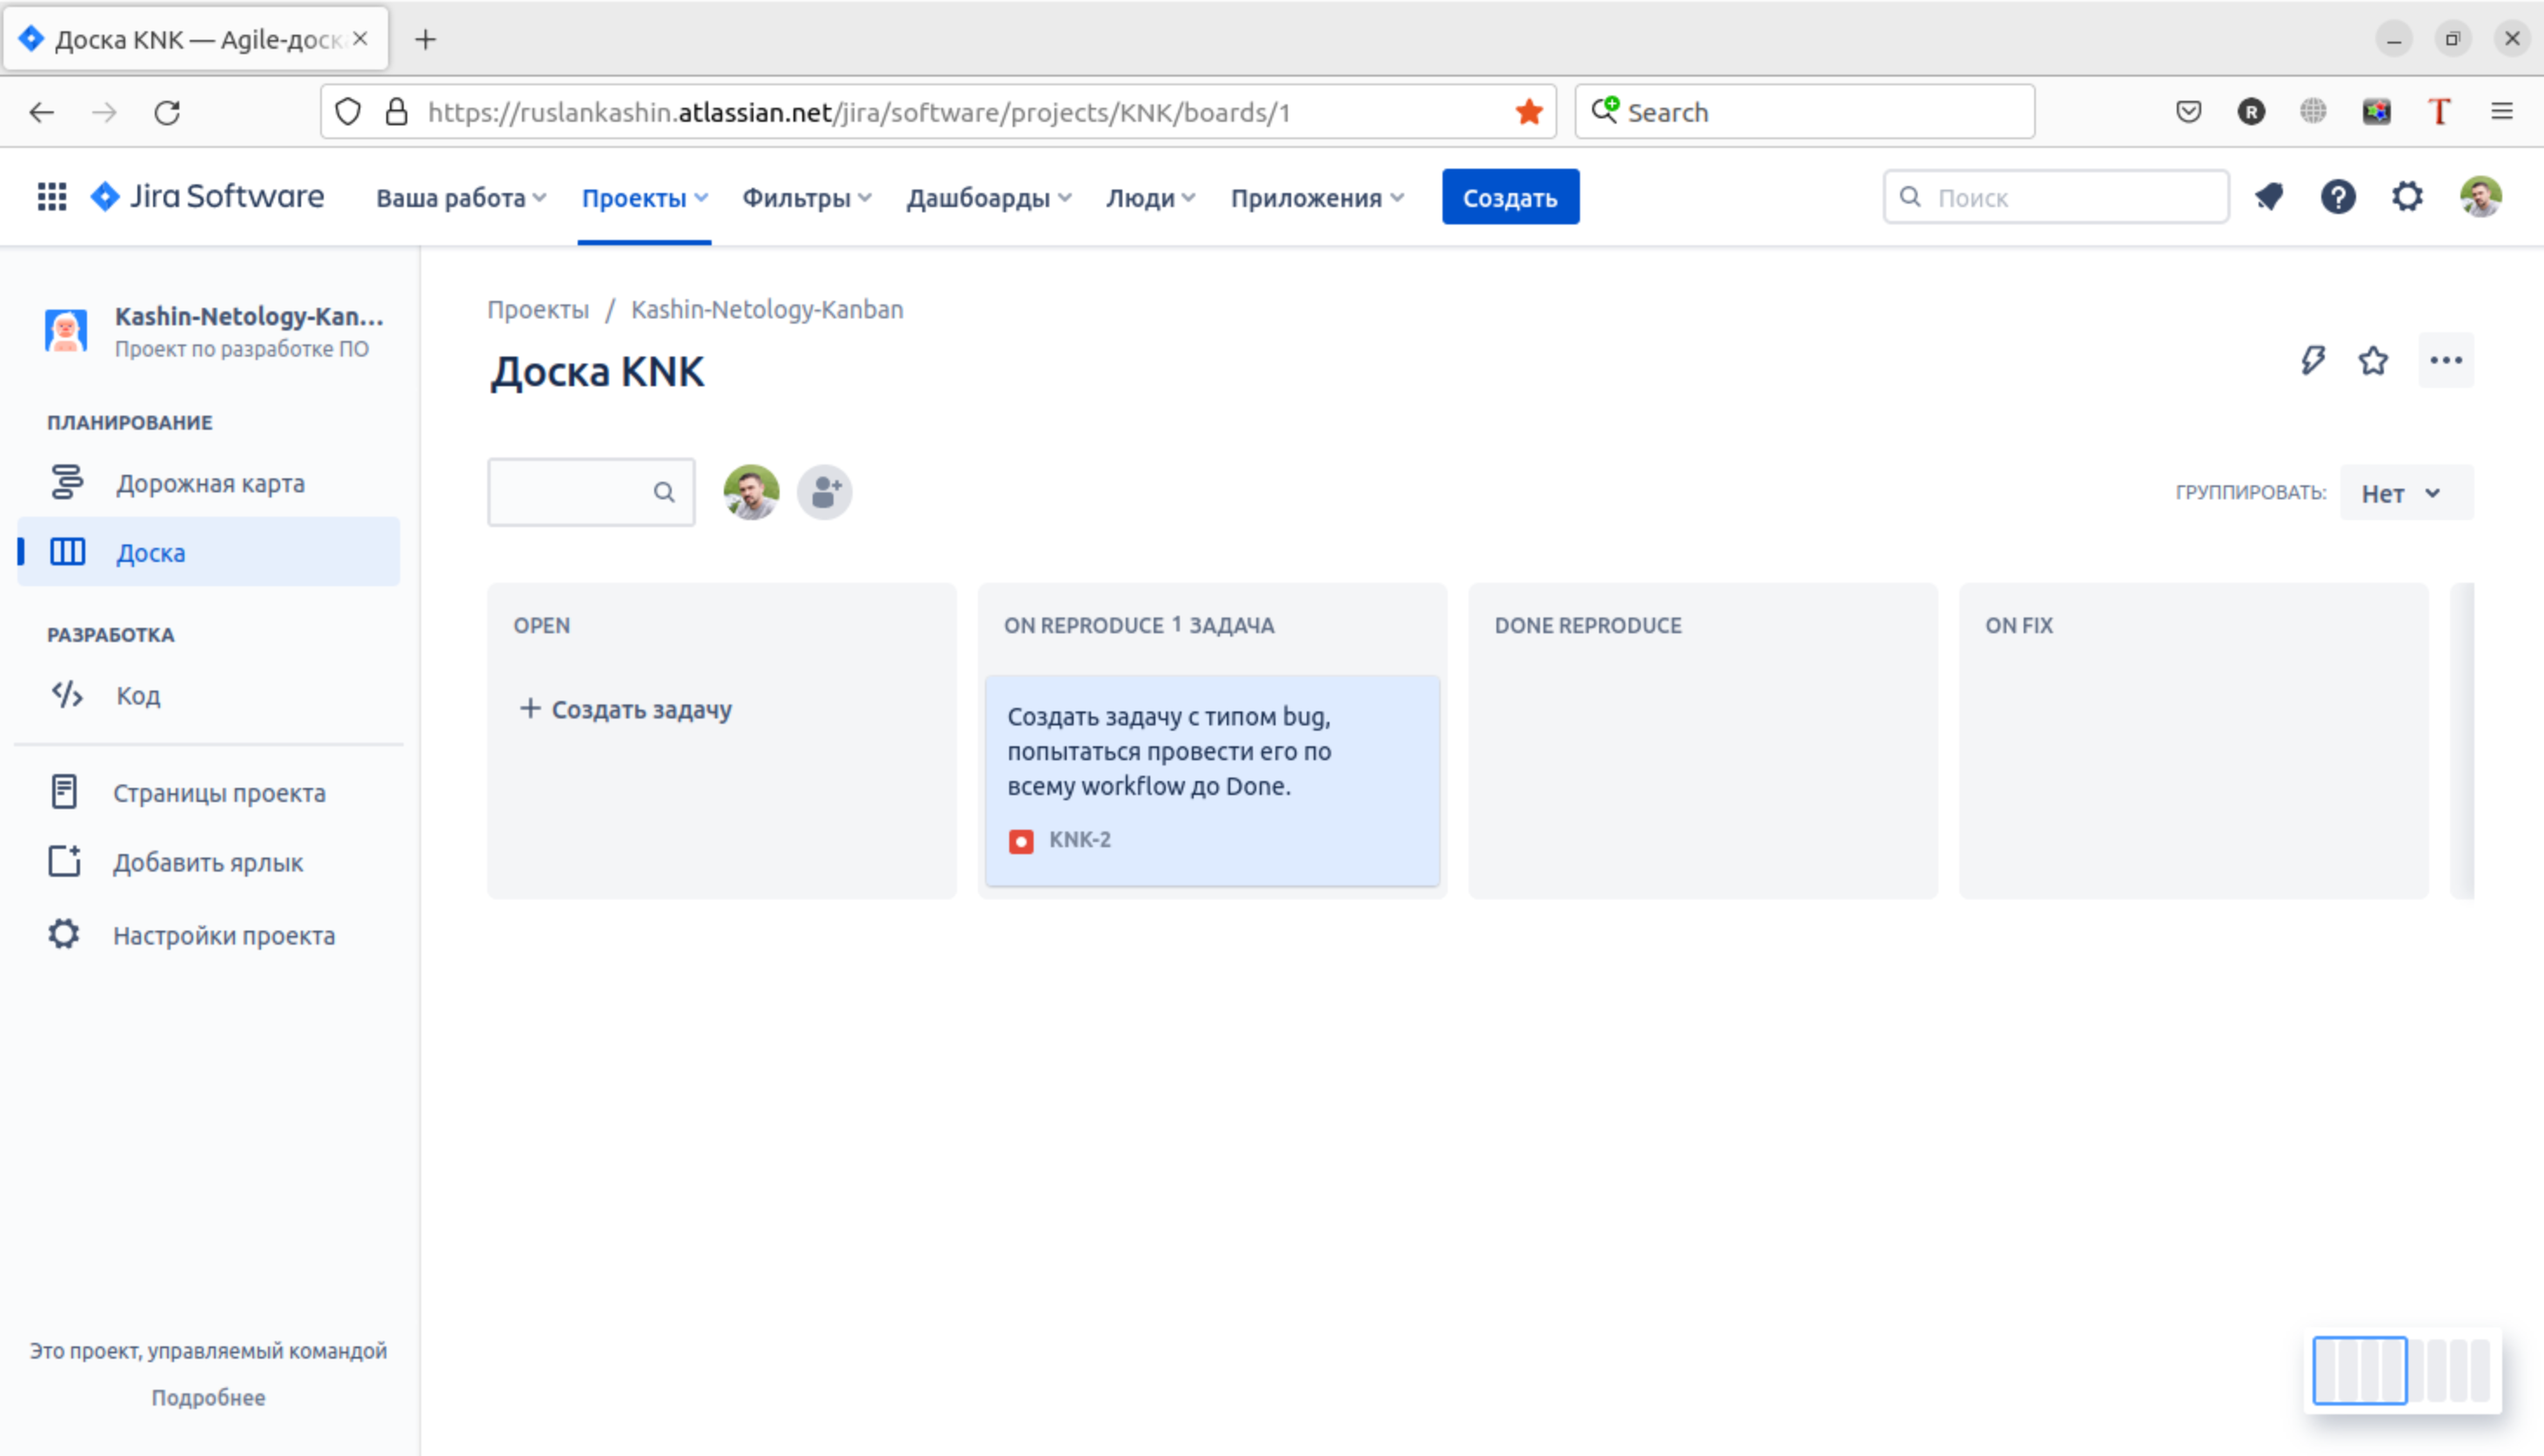 Доска KNK — Agile-доск
https://ruslankashin.atlassian.net/jira/software/projects/KNK/boards/1
Search
R
T
Jira Software
Ваша работа
Проекты
Фильтры
Дашбоарды
Люди
Приложения
Создать
Поиск
Kashin-Netology-Kan...
Проект по разработке ПО
ПЛАНИРОВАНИЕ
Дорожная карта
Доска
РАЗРАБОТКА
Код
Страницы проекта
Добавить ярлык
Настройки проекта
Это проект, управляемый командой
Подробнее
Проекты / Kashin-Netology-Kanban
Доска KNK
ГРУППИРОВАТЬ: Нет
OPEN
+ Создать задачу
ON REPRODUCE 1 ЗАДАЧА
Создать задачу с типом bug,
попытаться провести его по
всему workflow до Done.
KNK-2
DONE REPRODUCE
ON FIX